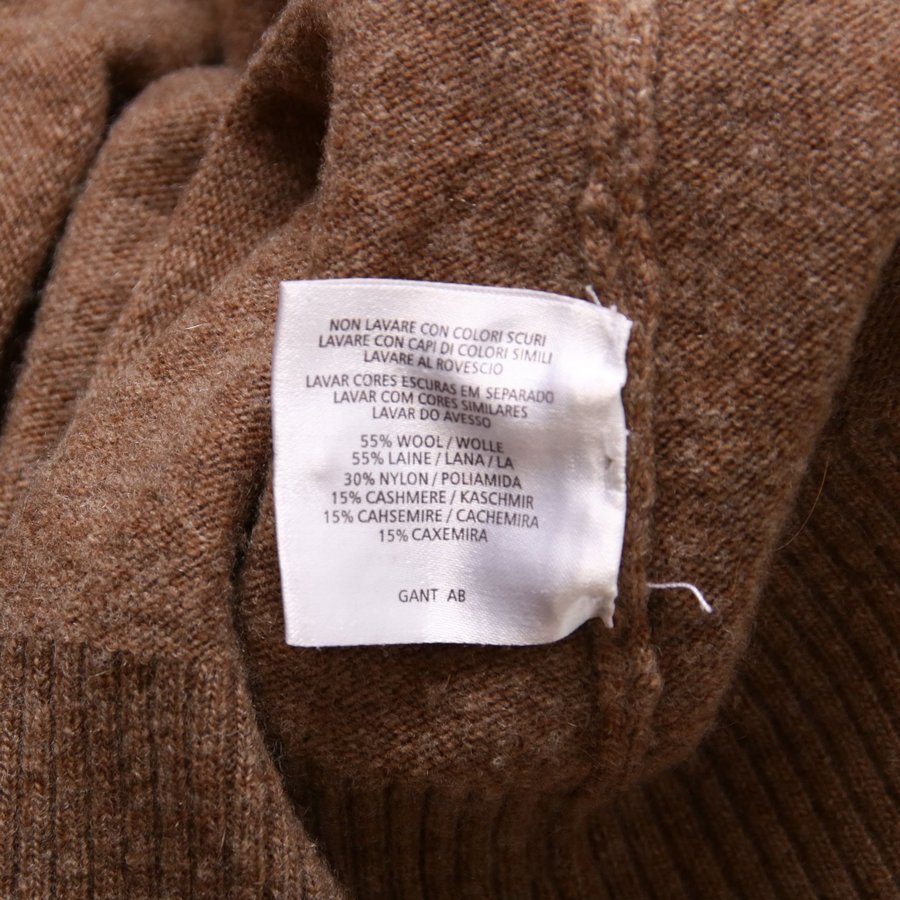 NON LAVARE CON COLORI SCURI
LAVARE CON CAPI DI COLORI SIMILI
LAVARE AL ROVESCIO
LAVAR CORES ESCURAS EM SEPARADO
LAVAR COM CORES SIMILARES
LAVAR DO AVESSO
55% WOOL / WOLLE
55% LAINE / LANA / LA
30% NYLON / POLIAMIDA
15% CASHMERE / KASCHMIR
15% CAHSEMIRE / CACHEMIRA
15% CAXEMIRA
GANT AB